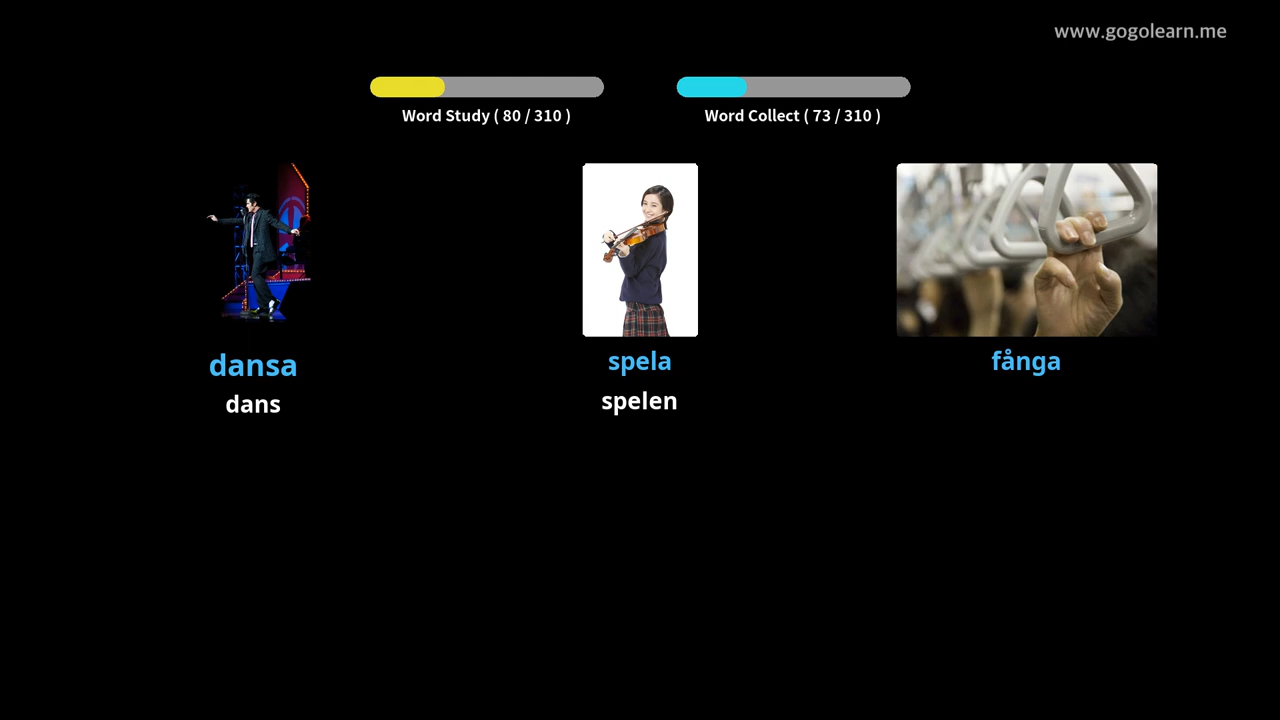 www.gogolearn.me
Word Study ( 80 / 310 )
Word Collect ( 73 / 310 )
dansa
spela
fånga
dans
spelen